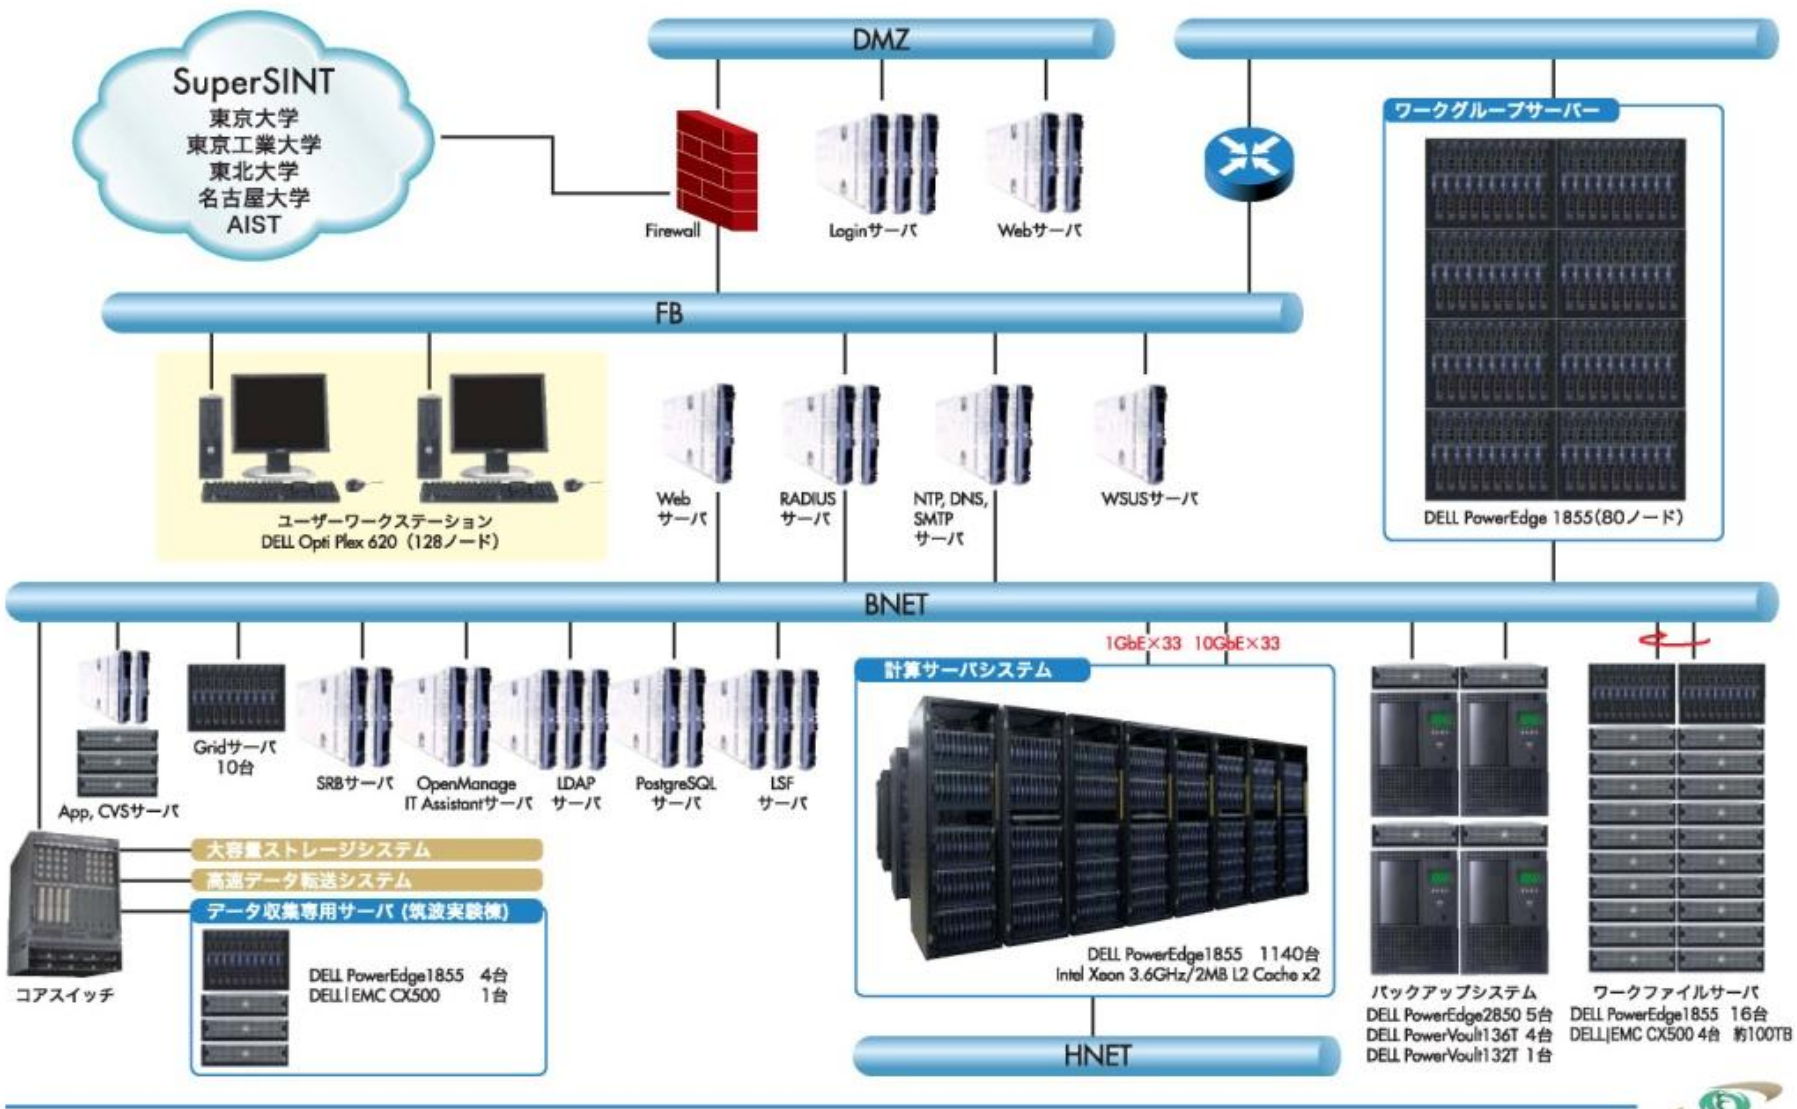 DMZ
SuperSINT
東京大学
東京工業大学
東北大学
名古屋大学
AIST
Firewall
Loginサーバ
Webサーバ
ワークグループサーバー
DELL PowerEdge 1855(80ノード)
FB
ユーザーワークステーション
DELL Opti Plex 620 (128ノード)
Web
サーバ
RADIUS
サーバ
NTP, DNS,
SMTP
サーバ
WSUSサーバ
BNET
1GbE×33 10GbE×33
App, CVSサーバ
Gridサーバ
10台
SRBサーバ
OpenManage
IT Assistantサーバ
LDAP
サーバ
PostgreSQL
サーバ
LSF
サーバ
計算サーバシステム
DELL PowerEdge1855 1140台
Intel Xeon 3.6GHz/2MB L2 Cache x2
HNET
コアスイッチ
大容量ストレージシステム
高速データ転送システム
データ収集専用サーバ (筑波実験棟)
DELL PowerEdge1855 4台
DELL|EMC CX500 1台
バックアップシステム
DELL PowerEdge2850 5台
DELL PowerVoult136T 4台
DELL PowerVoult132T 1台
ワークファイルサーバ
DELL PowerEdge1855 16台
DELL|EMC CX500 4台 約100TB